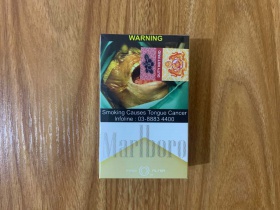 WARNING
Smoking Causes Tongue Cancer
Infoline : 03-8883 4400
Marlboro